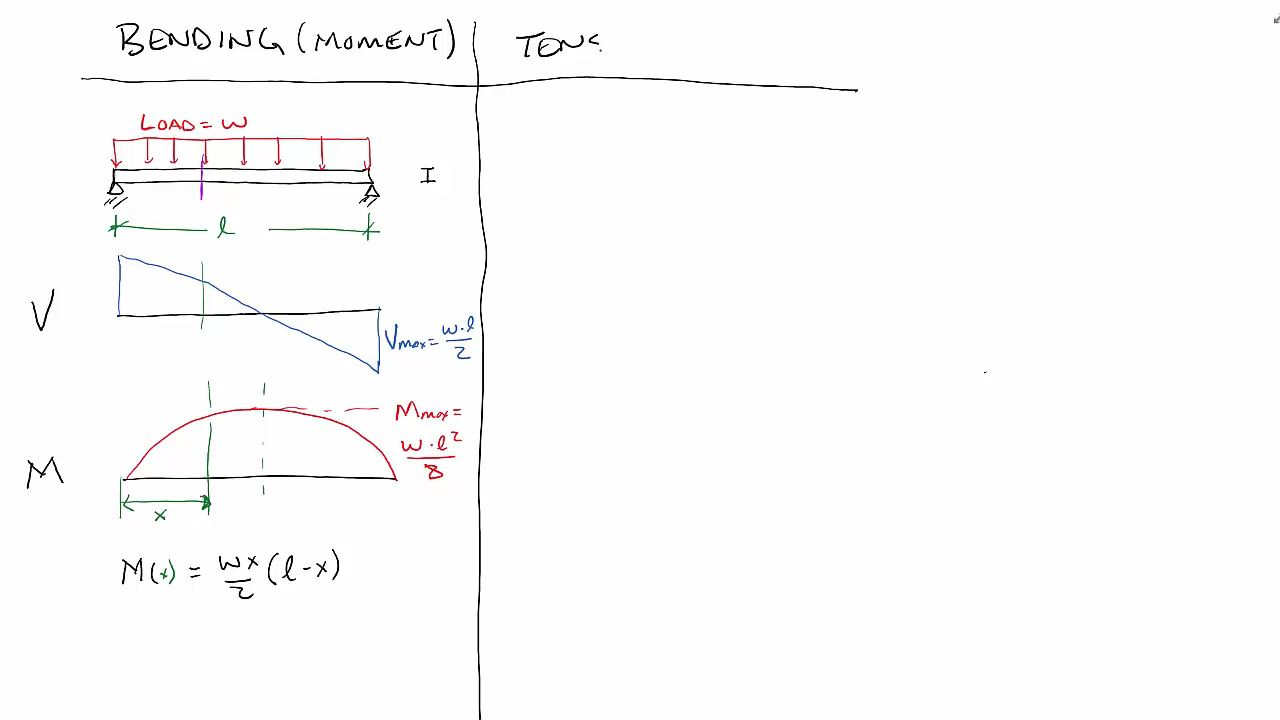 BENDING (MOMENT)
TENS
LOAD = W
I
l
V
Vmax = w·l/2
M
Mmax =
w·l²/8
x
M(x) = wx/2 (l-x)